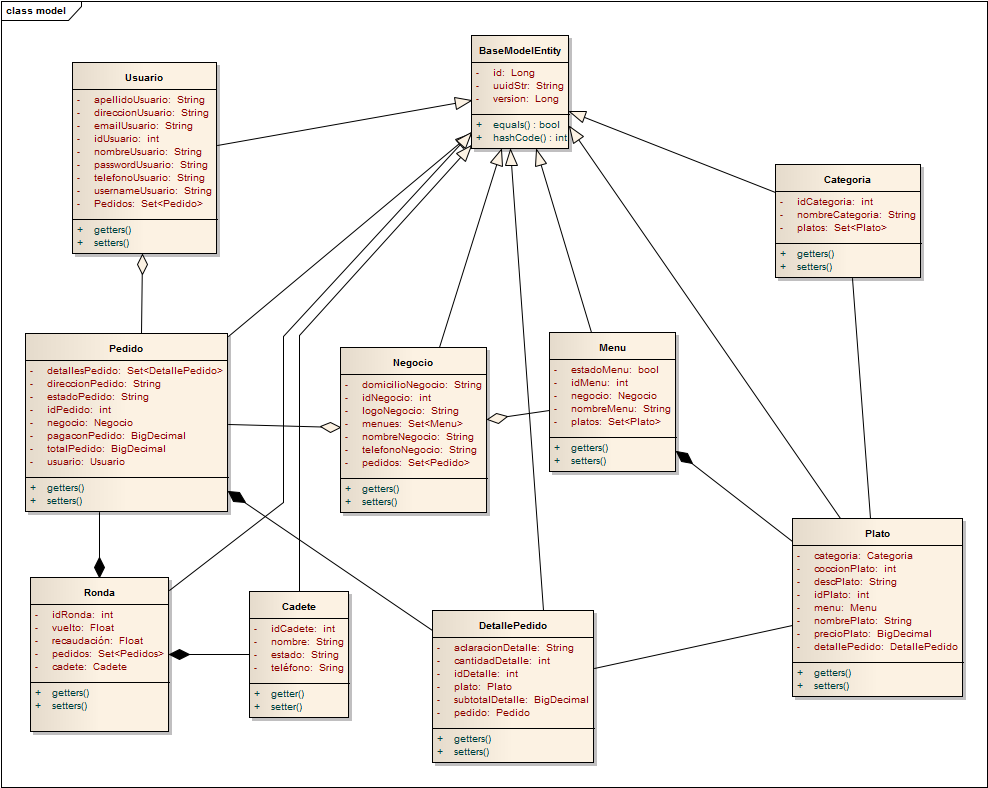 class model
BaseModelEntity
- id: Long
- uuidStr: String
- version: Long
+ equals() : bool
+ hashCode() : int
Usuario
- apellidoUsuario: String
- direccionUsuario: String
- emailUsuario: String
- idUsuario: int
- nombreUsuario: String
- passwordUsuario: String
- telefonoUsuario: String
- usernameUsuario: String
- Pedidos: Set<Pedido>
+ getters()
+ setters()
Categoria
- idCategoria: int
- nombreCategoria: String
- platos: Set<Plato>
+ getters()
+ setters()
Pedido
- detallesPedido: Set<DetallePedido>
- direccionPedido: String
- estadoPedido: String
- idPedido: int
- negocio: Negocio
- pagaconPedido: BigDecimal
- totalPedido: BigDecimal
- usuario: Usuario
+ getters()
+ setters()
Negocio
- domicilioNegocio: String
- idNegocio: int
- logoNegocio: String
- menues: Set<Menu>
- nombreNegocio: String
- telefonoNegocio: String
- pedidos: Set<Pedido>
+ getters()
+ setters()
Menu
- estadoMenu: bool
- idMenu: int
- negocio: Negocio
- nombreMenu: String
- platos: Set<Plato>
+ getters()
+ setters()
Plato
- categoria: Categoria
- coccionPlato: int
- descPlato: String
- idPlato: int
- menu: Menu
- nombrePlato: String
- precioPlato: BigDecimal
- detallePedido: DetallePedido
+ getters()
+ setters()
Ronda
- idRonda: int
- vuelto: Float
- recaudación: Float
- pedidos: Set<Pedidos>
- cadete: Cadete
+ getters()
+ setters()
Cadete
- idCadete: int
- nombre: String
- estado: String
- teléfono: Sring
+ getter()
+ setter()
DetallePedido
- aclaracionDetalle: String
- cantidadDetalle: int
- idDetalle: int
- plato: Plato
- subtotalDetalle: BigDecimal
- pedido: Pedido
+ getters()
+ setters()